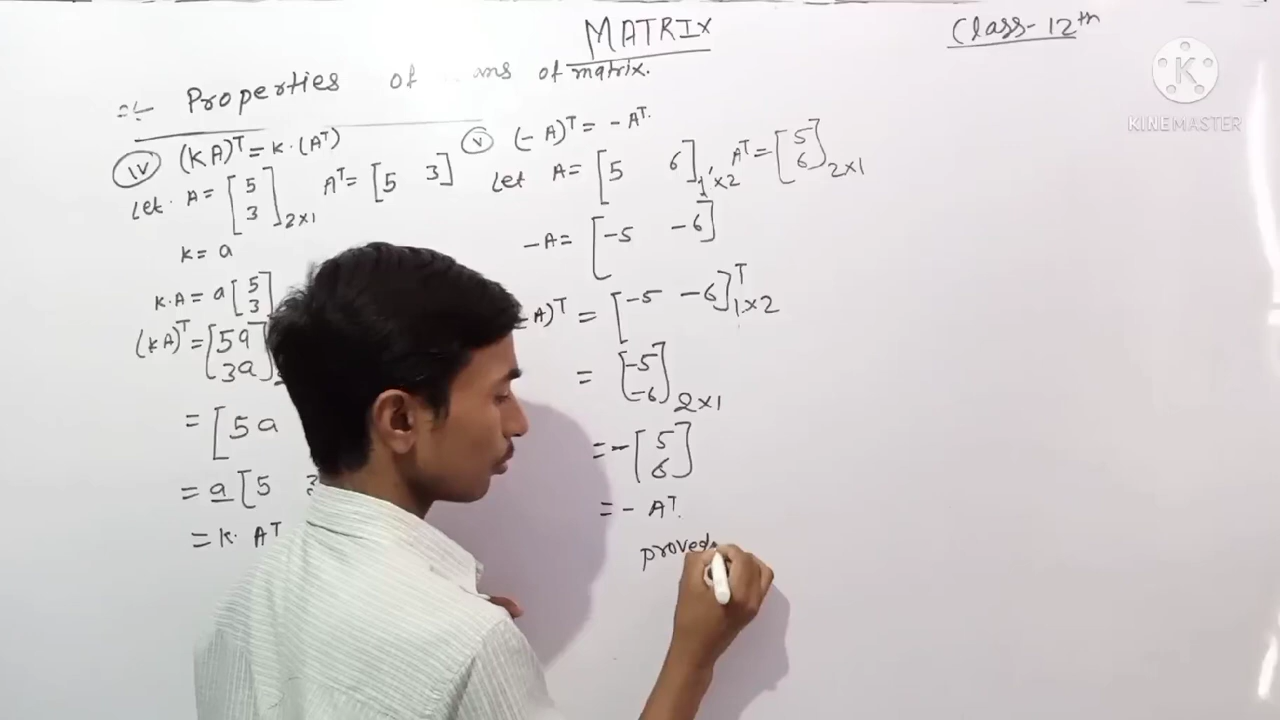 MATRIX
Class-12th
Properties of ans of matrix.
(iv) (KA)ᵀ = K.(Aᵀ)
Let. A = [5 3]2×1 Aᵀ = [5 3]
K = a
K.A = a [5 3]
(KA)ᵀ = [5a 3a]
= [5a
= a [5
= K. Aᵀ
(v) (-A)ᵀ = - Aᵀ.
Let A = [5 6]1×2, Aᵀ = [5 6]2×1
-A = [-5 -6]
A)ᵀ = [-5 -6]ᵀ1×2
= [-5 -6]2×1
= -[5 6]
= - Aᵀ.
proved
KINEMASTER